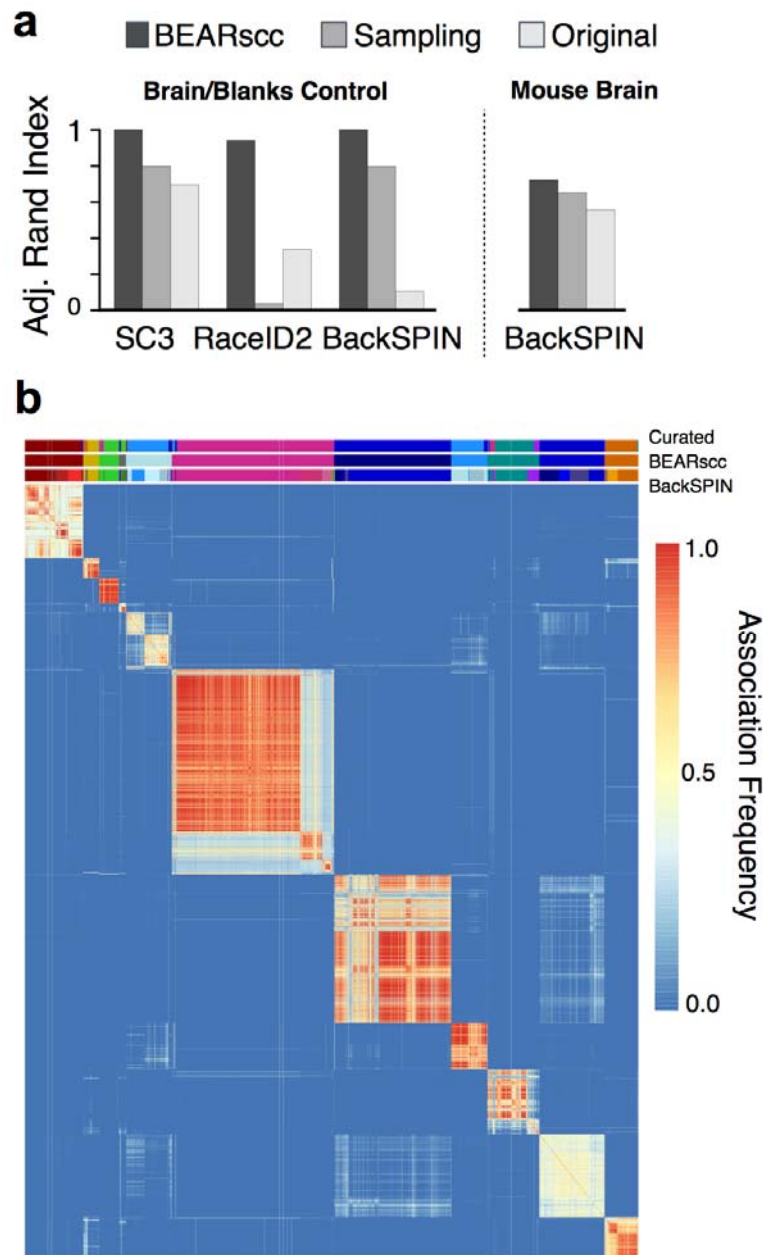 a
BEARscc Sampling Original
Brain/Blanks Control Mouse Brain
Adj. Rand Index
1
0
SC3 RaceID2 BackSPIN BackSPIN
b
Curated
BEARscc
BackSPIN
1.0
0.5
0.0
Association Frequency